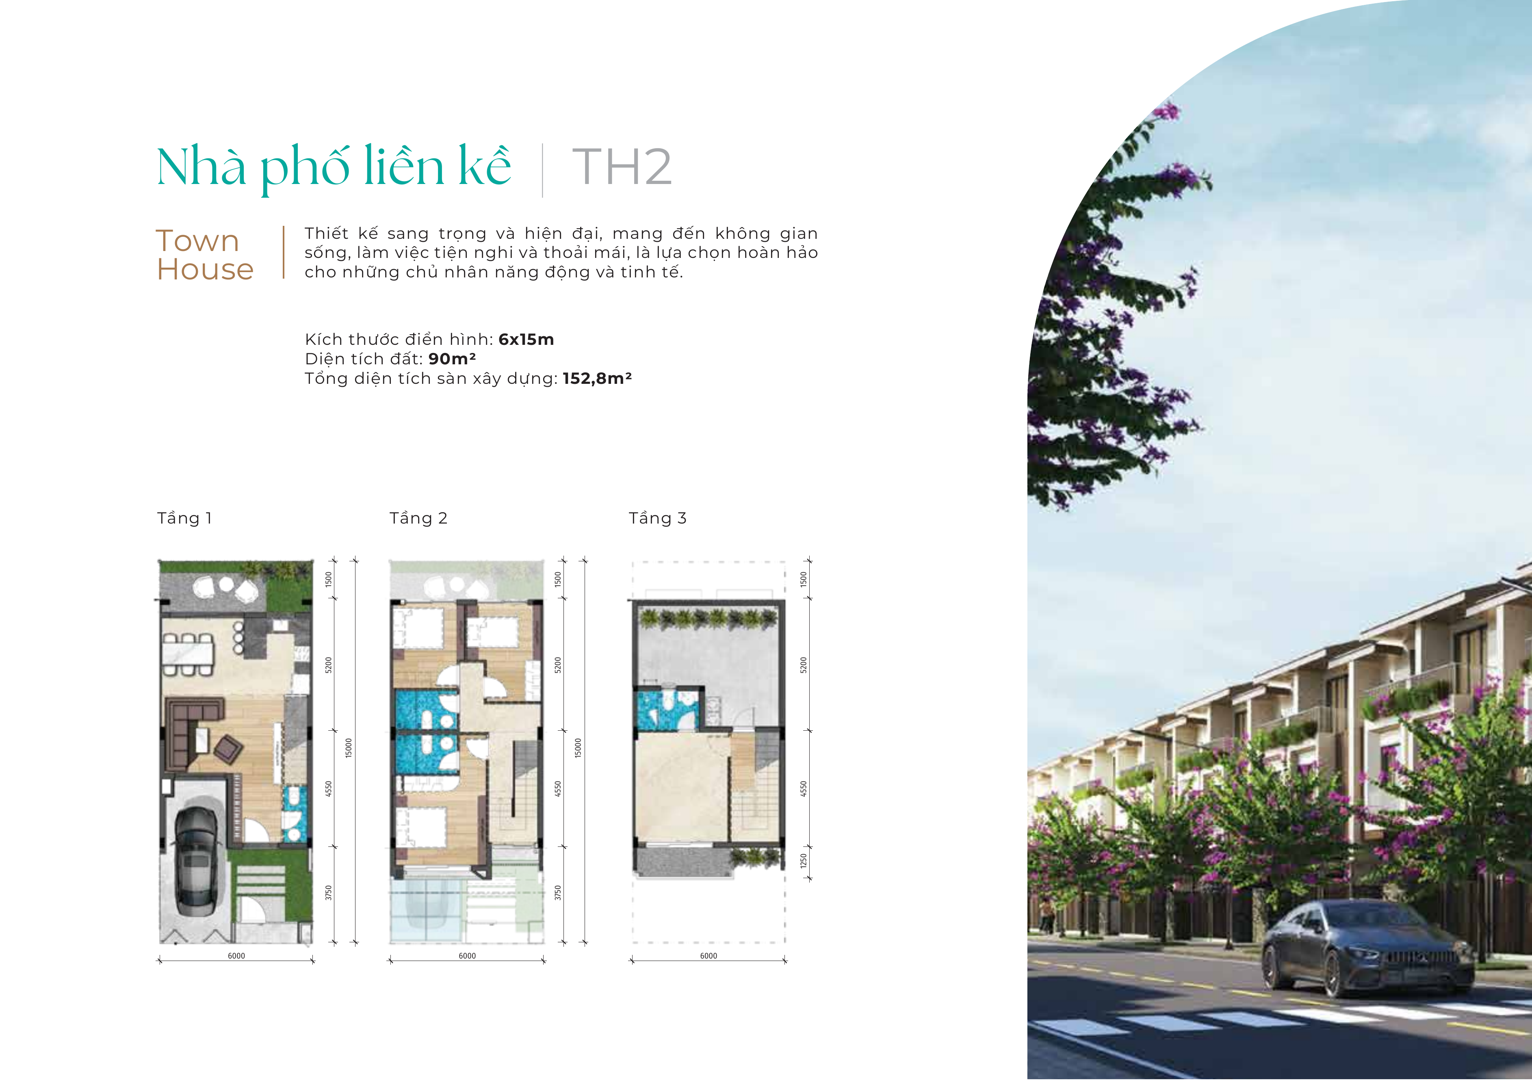 Nhà phố liền kề | TH2
Town
House
Thiết kế sang trọng và hiện đại, mang đến không gian
sống, làm việc tiện nghi và thoải mái, là lựa chọn hoàn hảo
cho những chủ nhân năng động và tinh tế.
Kích thước điển hình: 6x15m
Diện tích đất: 90m²
Tổng diện tích sàn xây dựng: 152,8m²
Tầng 1
Tầng 2
Tầng 3
1500
5200
4550
3750
15000
6000
1500
5200
4550
3750
15000
6000
1500
5200
4550
1250
6000